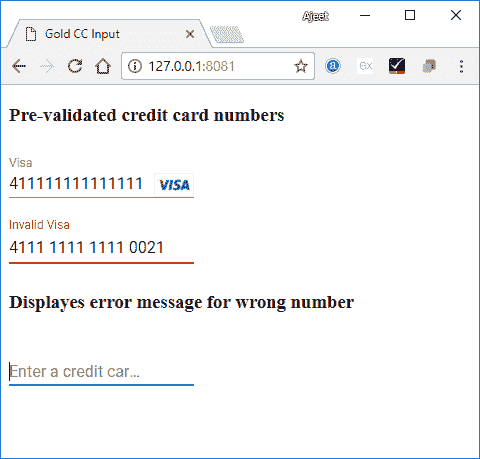 Ajeet
Gold CC Input
127.0.0.1:8081
Pre-validated credit card numbers
Visa
411111111111111 VISA
Invalid Visa
4111 1111 1111 0021
Displayes error message for wrong number
Enter a credit car...